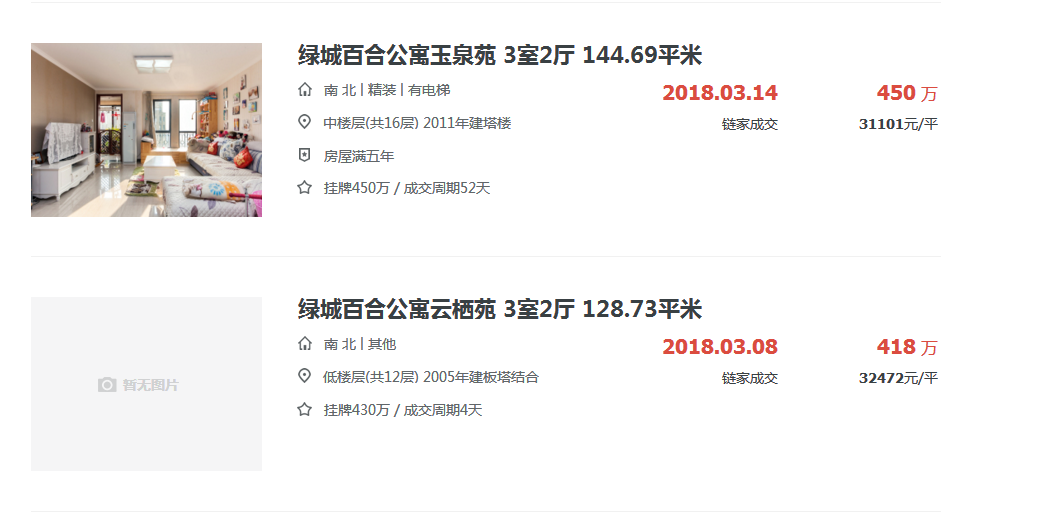 绿城百合公寓玉泉苑 3室2厅 144.69平米
南 北 | 精装 | 有电梯
2018.03.14
450 万
中楼层(共16层) 2011年建塔楼
链家成交
31101元/平
房屋满五年
挂牌450万 / 成交周期52天
绿城百合公寓云栖苑 3室2厅 128.73平米
南 北 | 其他
2018.03.08
418 万
低楼层(共12层) 2005年建板塔结合
链家成交
32472元/平
暂无图片
挂牌430万 / 成交周期4天